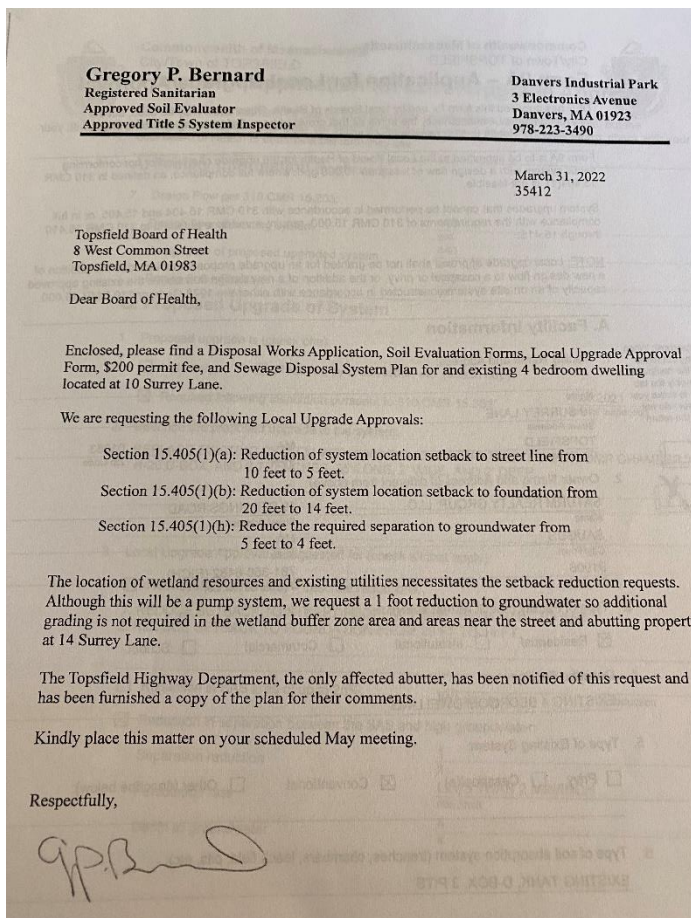 Gregory P. Bernard
Registered Sanitarian
Approved Soil Evaluator
Approved Title 5 System Inspector
Danvers Industrial Park
3 Electronics Avenue
Danvers, MA 01923
978-223-3490
March 31, 2022
35412
Topsfield Board of Health
8 West Common Street
Topsfield, MA 01983
Dear Board of Health,
Enclosed, please find a Disposal Works Application, Soil Evaluation Forms, Local Upgrade Approval
Form, $200 permit fee, and Sewage Disposal System Plan for and existing 4 bedroom dwelling
located at 10 Surrey Lane.
We are requesting the following Local Upgrade Approvals:
Section 15.405(1)(a): Reduction of system location setback to street line from
10 feet to 5 feet.
Section 15.405(1)(b): Reduction of system location setback to foundation from
20 feet to 14 feet.
Section 15.405(1)(h): Reduce the required separation to groundwater from
5 feet to 4 feet.
The location of wetland resources and existing utilities necessitates the setback reduction requests.
Although this will be a pump system, we request a 1 foot reduction to groundwater so additional
grading is not required in the wetland buffer zone area and areas near the street and abutting propert
at 14 Surrey Lane.
The Topsfield Highway Department, the only affected abutter, has been notified of this request and
has been furnished a copy of the plan for their comments.
Kindly place this matter on your scheduled May meeting.
Respectfully,